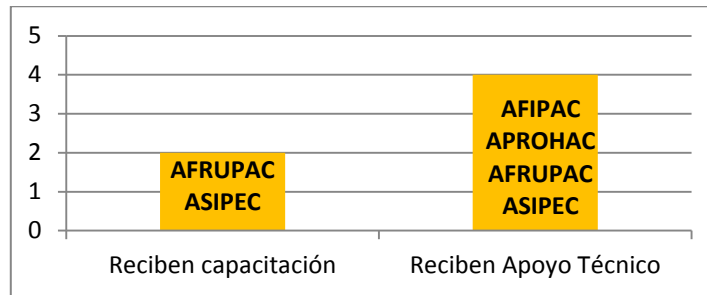 5
4
3
2
1
0
AFRUPAC
ASIPEC
AFIPAC
APROHAC
AFRUPAC
ASIPEC
Reciben capacitación
Reciben Apoyo Técnico